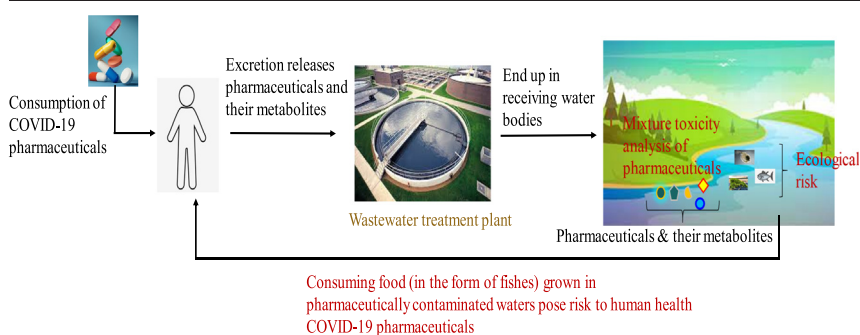 Consumption of
COVID-19
pharmaceuticals
Excretion releases
pharmaceuticals and
their metabolites
Wastewater treatment plant
End up in
receiving water
bodies
Mixture toxicity
analysis of
pharmaceuticals
Ecological
risk
Pharmaceuticals & their metabolites
Consuming food (in the form of fishes) grown in
pharmaceutically contaminated waters pose risk to human health
COVID-19 pharmaceuticals